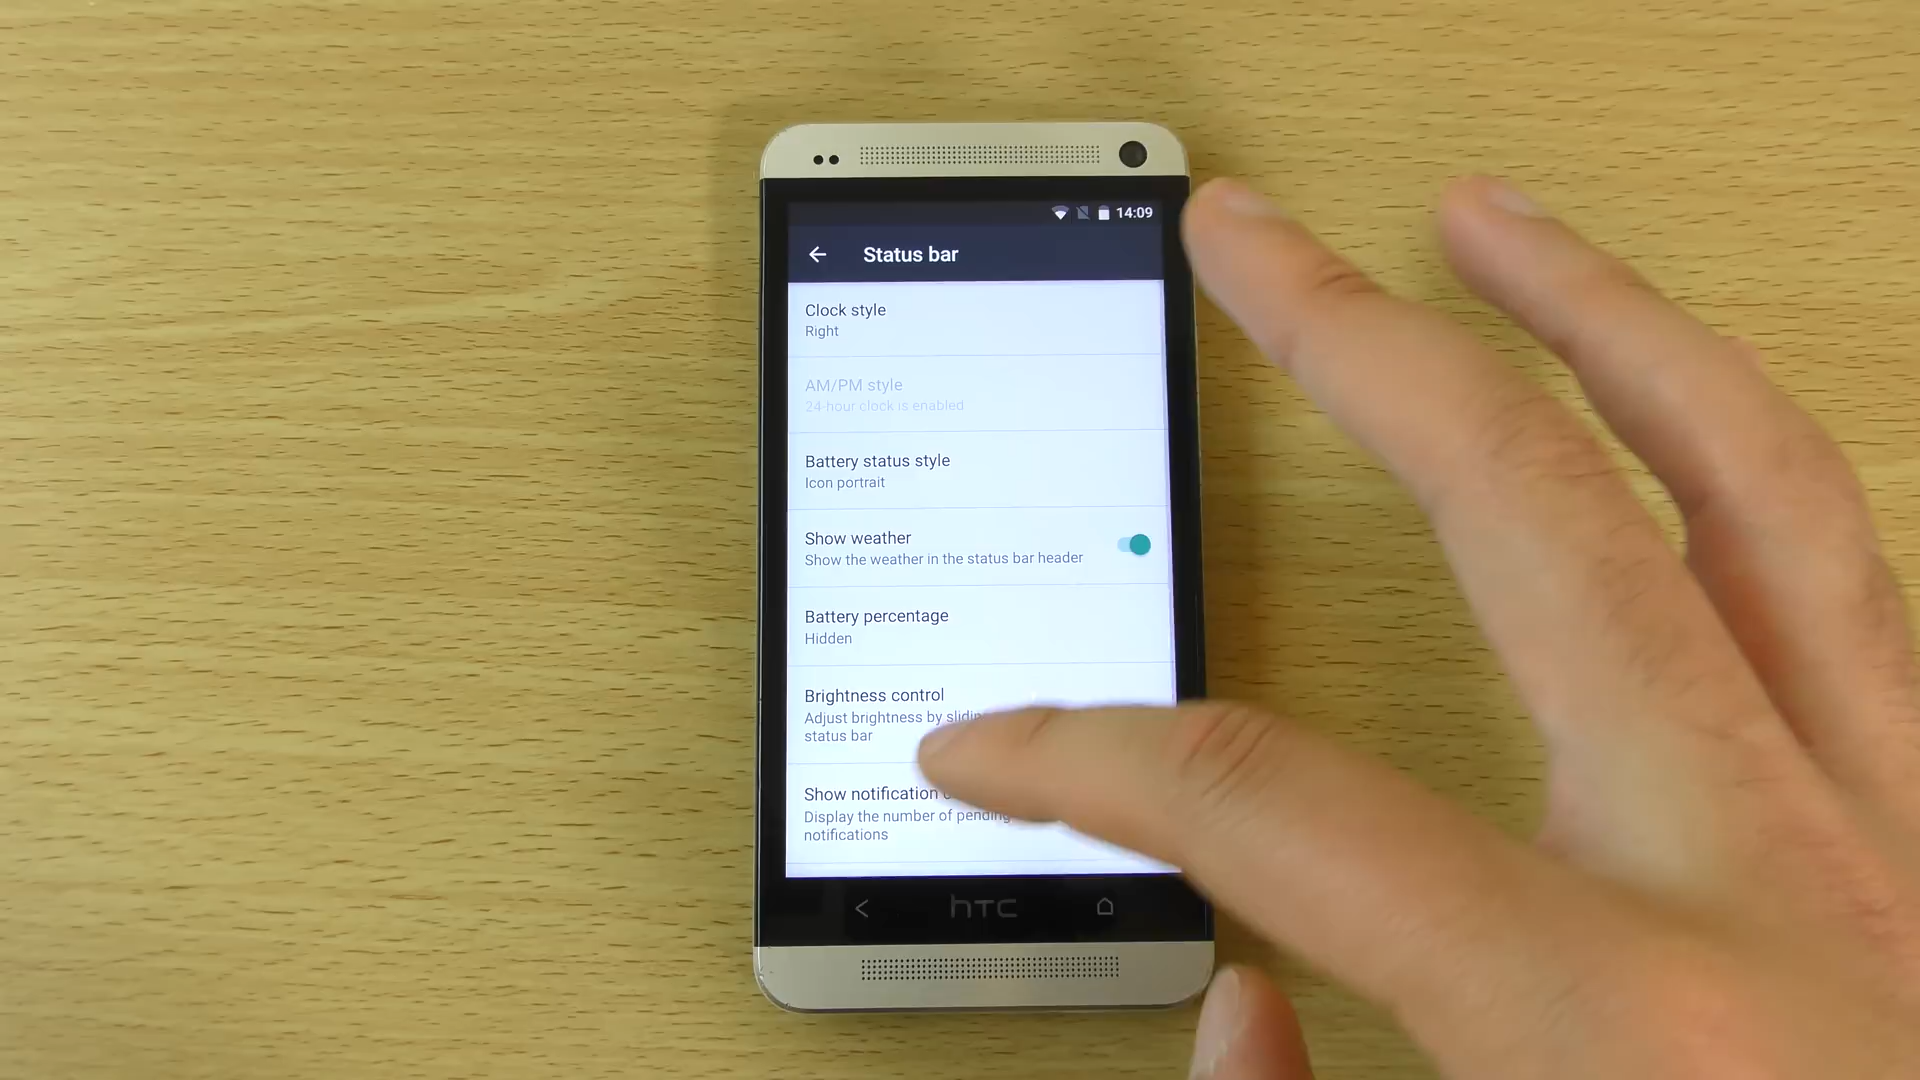 14:09
Status bar
Clock style
Right
AM/PM style
24-hour clock is enabled
Battery status style
Icon portrait
Show weather
Show the weather in the status bar header
Battery percentage
Hidden
Brightness control
Adjust brightness by
status bar
Show notification
Display the number of pending
notifications
hTC